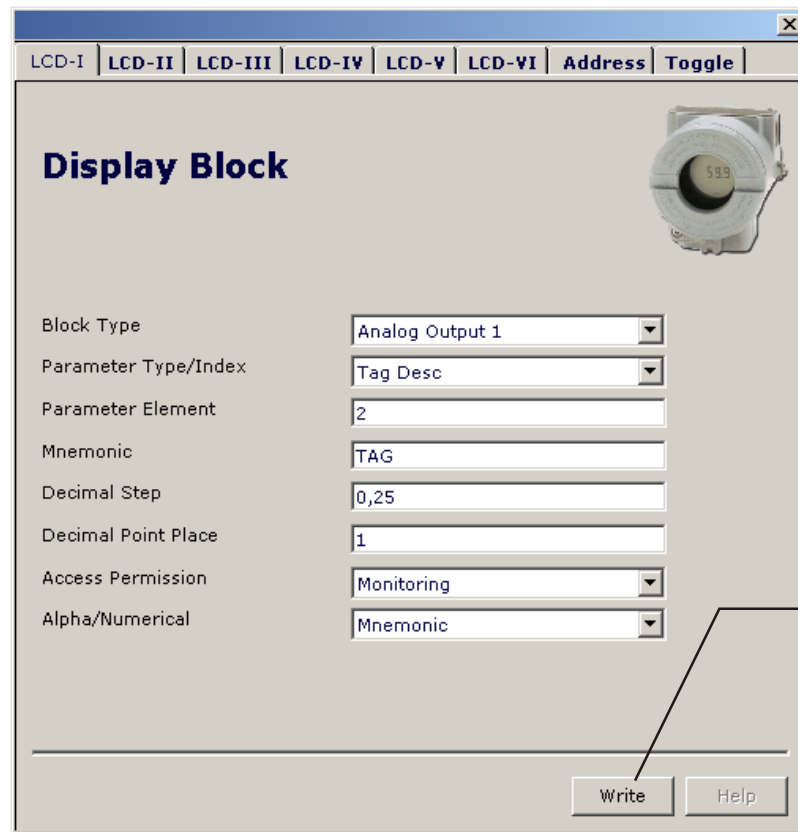 LCD-I LCD-II LCD-III LCD-IV LCD-V LCD-VI Address Toggle
Display Block
59.9
Block Type Analog Output 1
Parameter Type/Index Tag Desc
Parameter Element 2
Mnemonic TAG
Decimal Step 0,25
Decimal Point Place 1
Access Permission Monitoring
Alpha/Numerical Mnemonic
Write Help